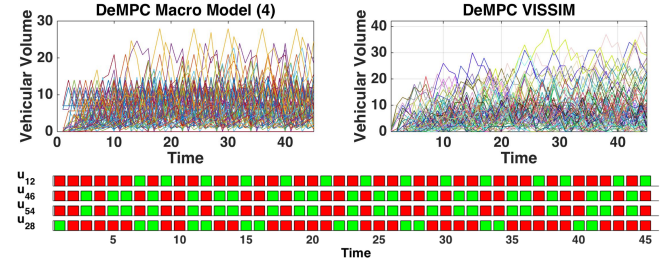 DeMPC Macro Model (4)
DeMPC VISSIM
Vehicular Volume
30
20
10
0
0 10 20 30 40
Time
Vehicular Volume
40
30
20
10
0
10 20 30 40
Time
u12
u46
u54
u28
5 10 15 20 25 30 35 40 45
Time